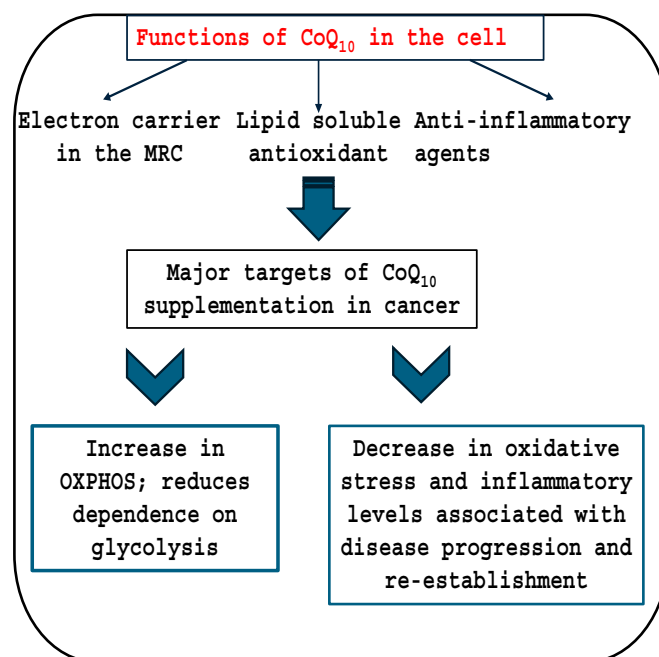 Functions of CoQ₁₀ in the cell
Electron carrier
in the MRC
Lipid soluble
antioxidant
Anti-inflammatory
agents
Major targets of CoQ₁₀
supplementation in cancer
Increase in
OXPHOS; reduces
dependence on
glycolysis
Decrease in oxidative
stress and inflammatory
levels associated with
disease progression and
re-establishment